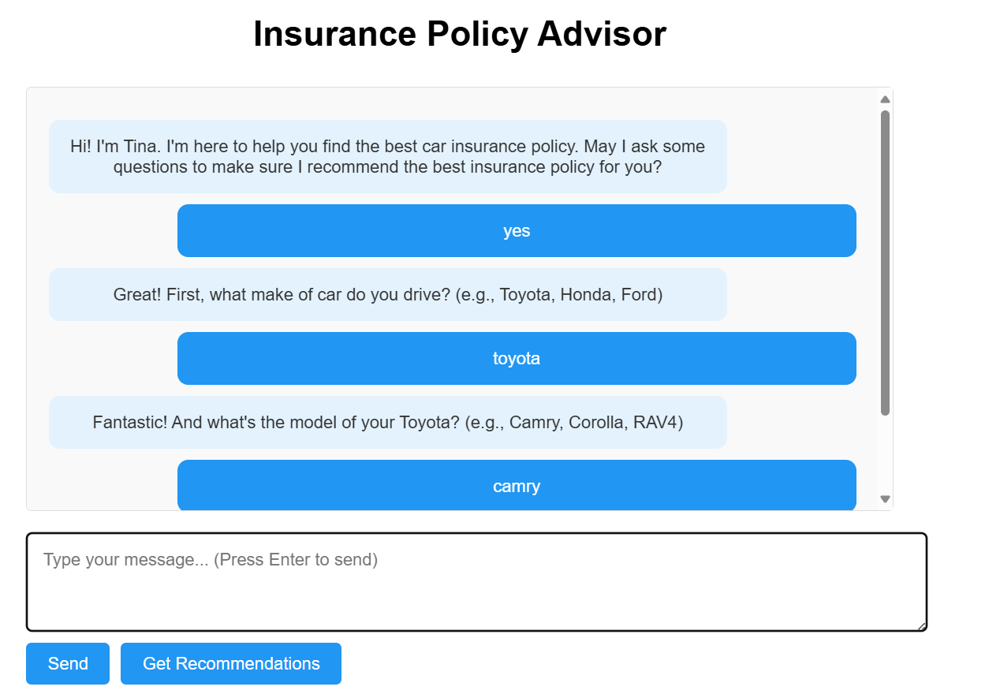 Insurance Policy Advisor
Hi! I'm Tina. I'm here to help you find the best car insurance policy. May I ask some
questions to make sure I recommend the best insurance policy for you?
yes
Great! First, what make of car do you drive? (e.g., Toyota, Honda, Ford)
toyota
Fantastic! And what's the model of your Toyota? (e.g., Camry, Corolla, RAV4)
camry
Type your message... (Press Enter to send)
Send
Get Recommendations